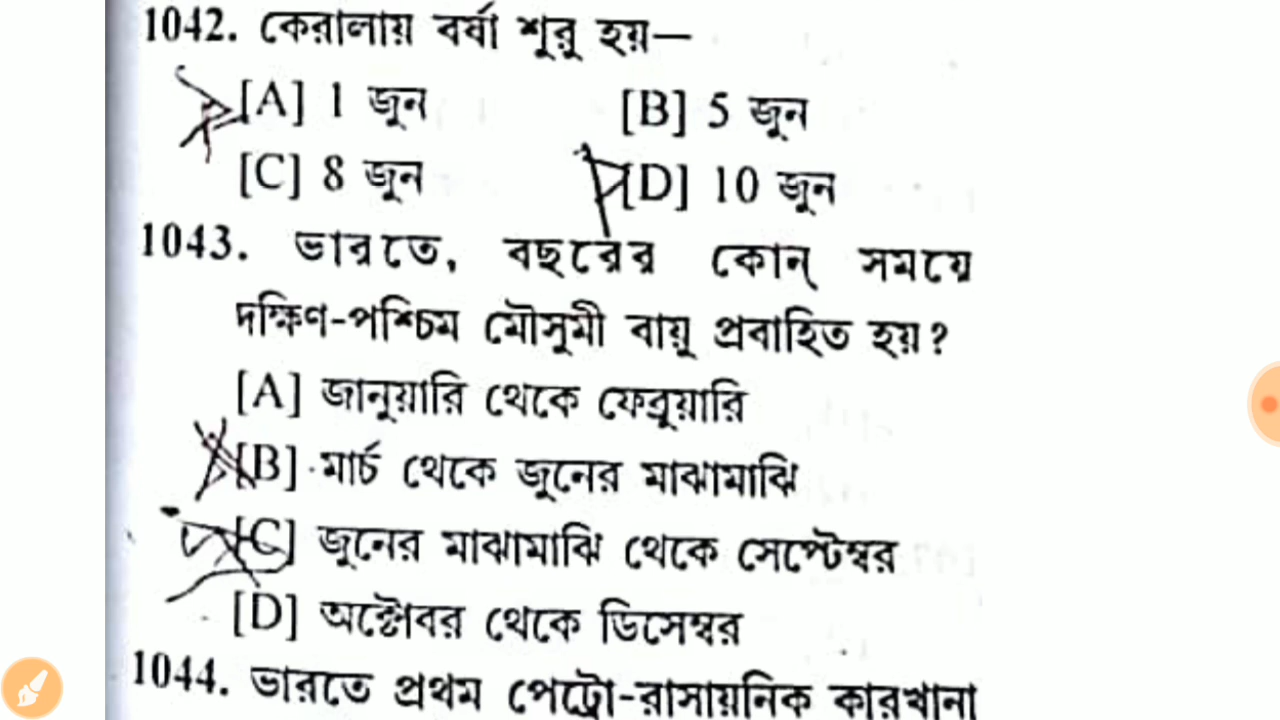 1042. কেরালায় বর্ষা শুরু হয়—
[A] 1 জুন [B] 5 জুন
[C] 8 জুন [D] 10 জুন
1043. ভারতে, বছরের কোন্ সময়ে
দক্ষিণ-পশ্চিম মৌসুমী বায়ু প্রবাহিত হয়?
[A] জানুয়ারি থেকে ফেব্রুয়ারি
[B] মার্চ থেকে জুনের মাঝামাঝি
[C] জুনের মাঝামাঝি থেকে সেপ্টেম্বর
[D] অক্টোবর থেকে ডিসেম্বর
1044. ভারতে প্রথম পেট্রো-রাসায়নিক কারখানা